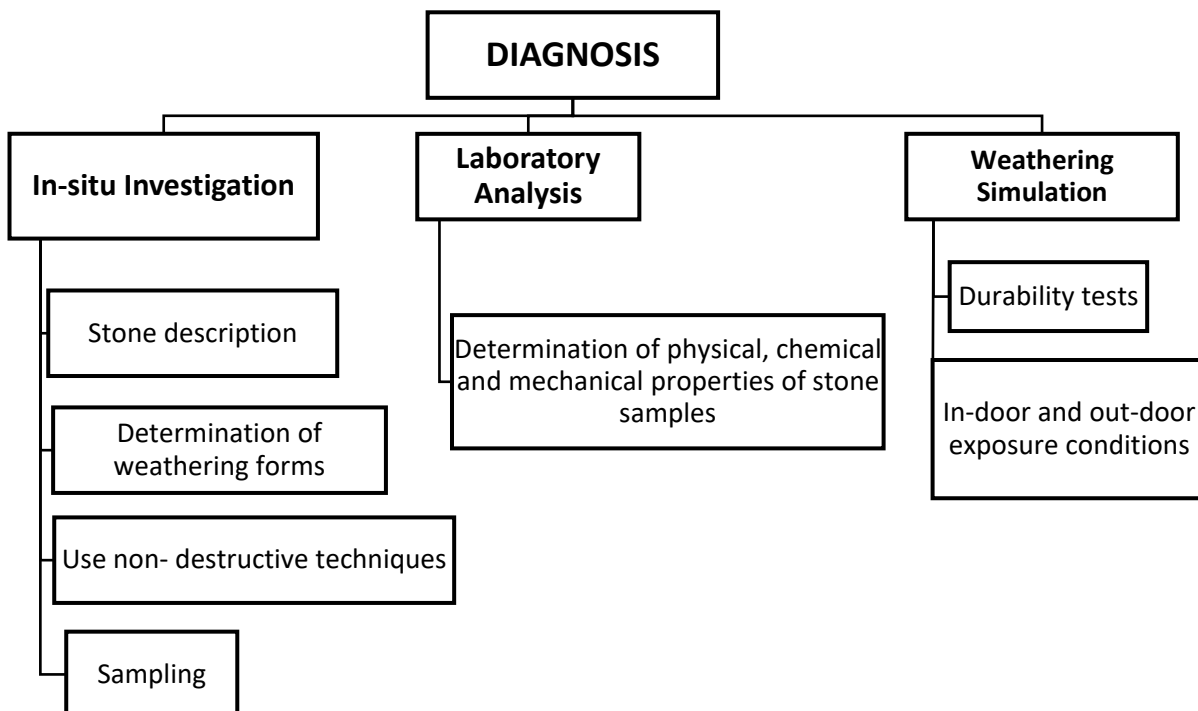 DIAGNOSIS
In-situ Investigation
Laboratory
Analysis
Weathering
Simulation
Stone description
Determination of
weathering forms
Use non- destructive techniques
Sampling
Determination of physical, chemical
and mechanical properties of stone
samples
Durability tests
In-door and out-door
exposure conditions